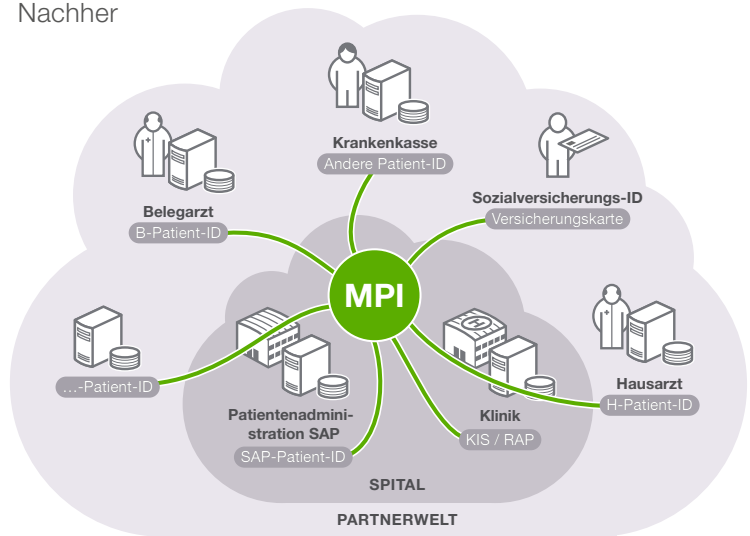 Nachher
Krankenkasse
Andere Patient-ID
Belegarzt
B-Patient-ID
Sozialversicherungs-ID
Versicherungskarte
MPI
H
...-Patient-ID
Hausarzt
H-Patient-ID
Patientenadmini-
stration SAP
SAP-Patient-ID
Klinik
KIS / RAP
SPITAL
PARTNERWELT